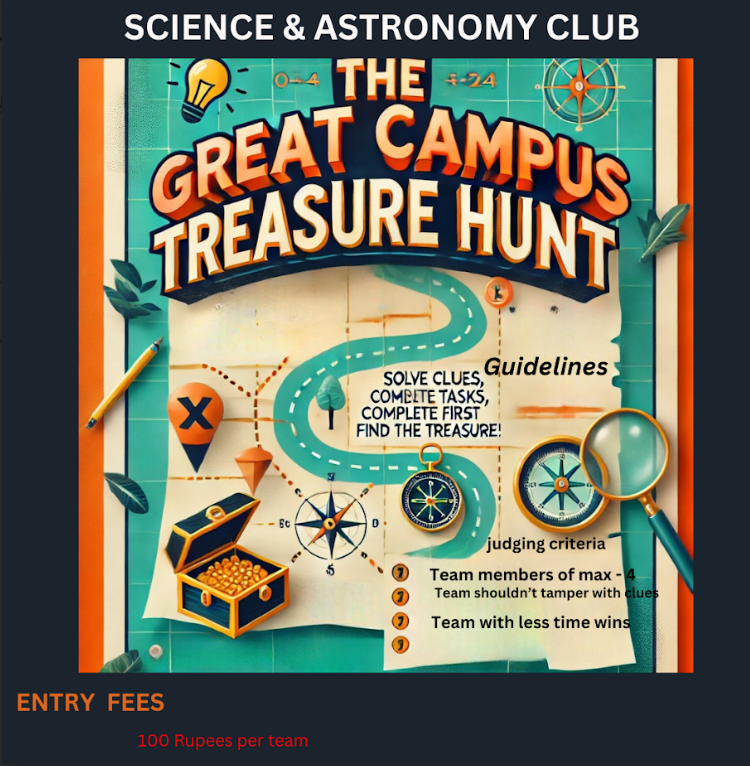 SCIENCE & ASTRONOMY CLUB
THE
GREAT CAMPUS
TREASURE HUNT
Guidelines
SOLVE CLUES,
TASKS,
COMPLETE FIRST
FIND THE TREASURE!
X
judging criteria
Team members of max - 4
Team shouldn't tamper with clues
Team with less time wins
ENTRY FEES
100 Rupees per team